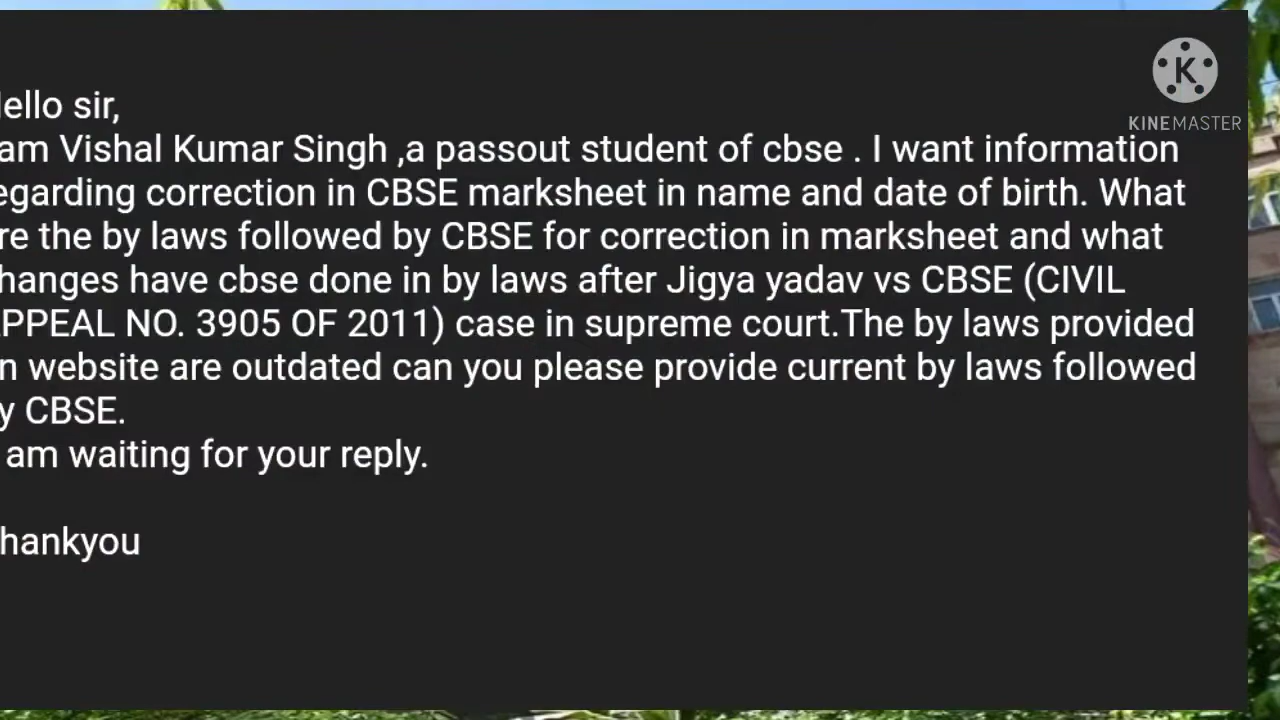 KINEMASTER
ello sir,
am Vishal Kumar Singh ,a passout student of cbse . I want information
egarding correction in CBSE marksheet in name and date of birth. What
re the by laws followed by CBSE for correction in marksheet and what
hanges have cbse done in by laws after Jigya yadav vs CBSE (CIVIL
PPEAL NO. 3905 OF 2011) case in supreme court.The by laws provided
n website are outdated can you please provide current by laws followed
y CBSE.
am waiting for your reply.
hankyou